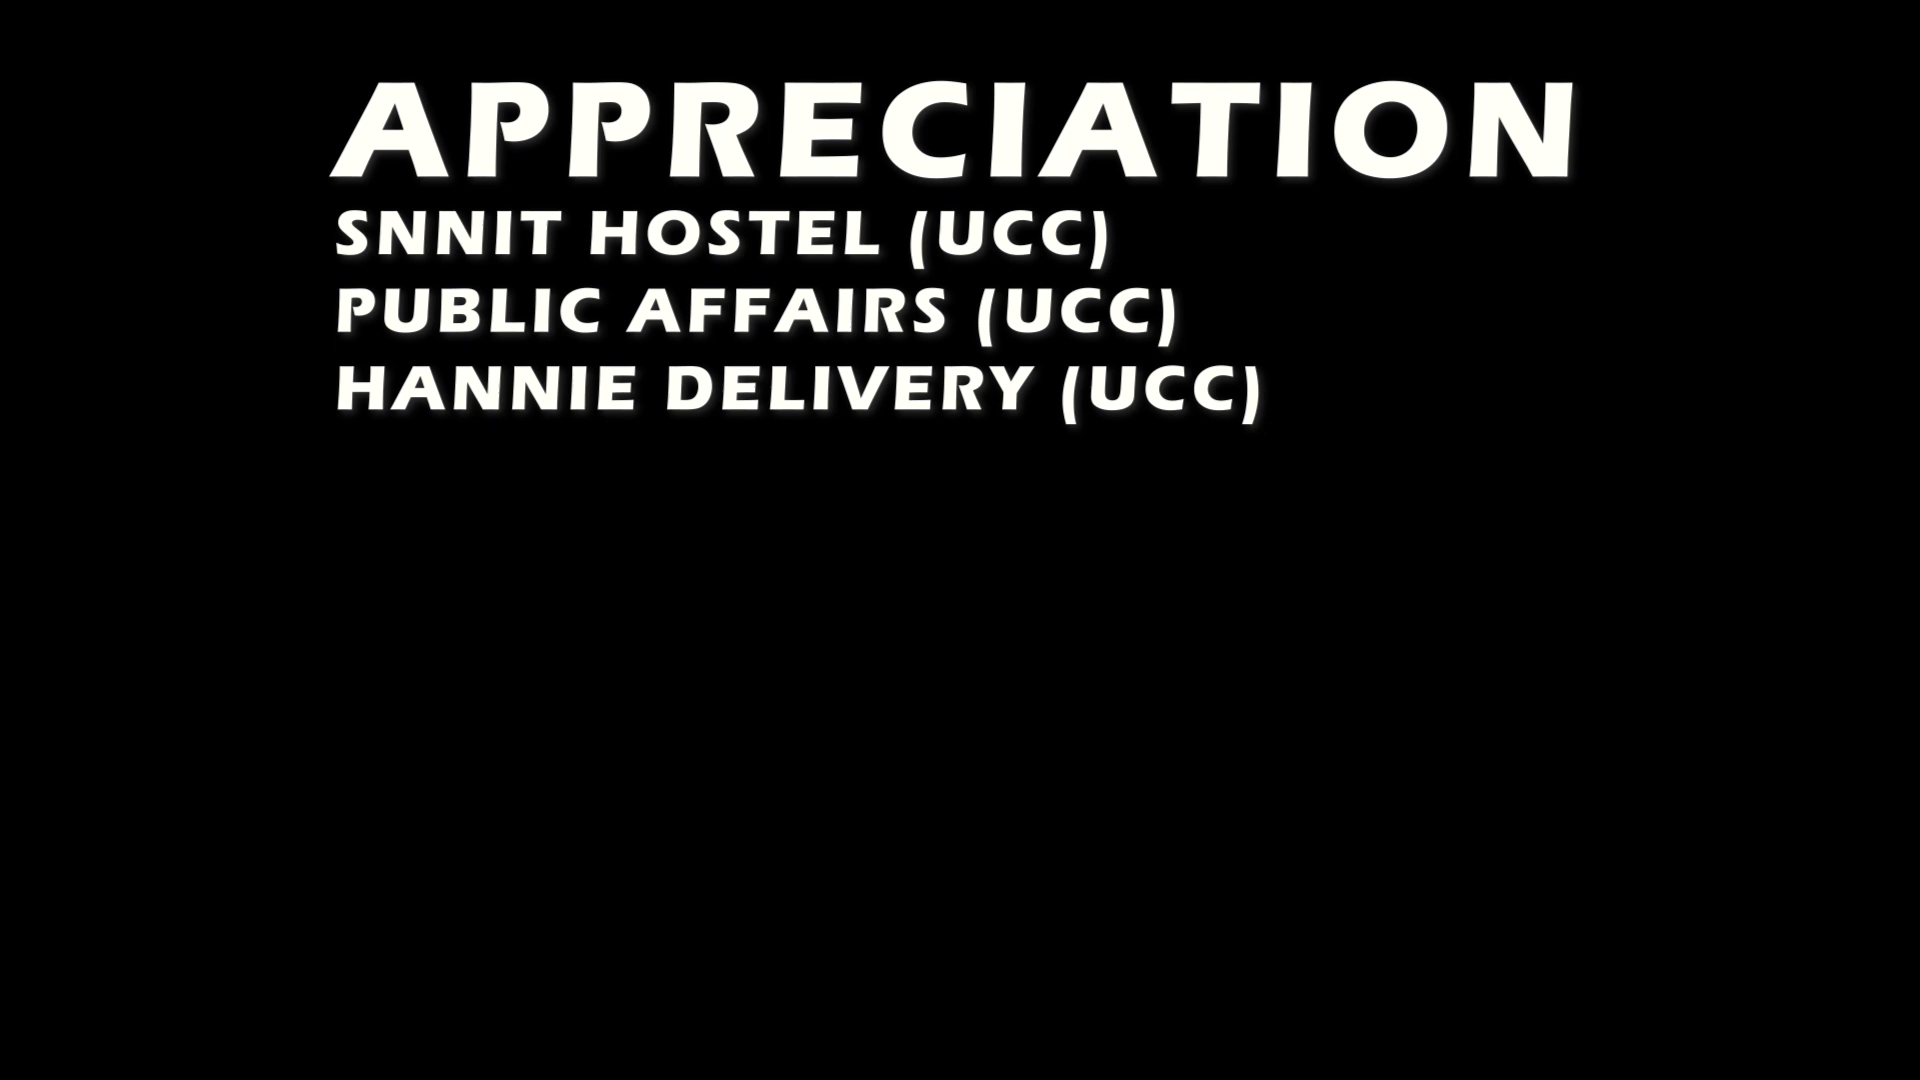 APPRECIATION
SNNIT HOSTEL (UCC)
PUBLIC AFFAIRS (UCC)
HANNIE DELIVERY (UCC)